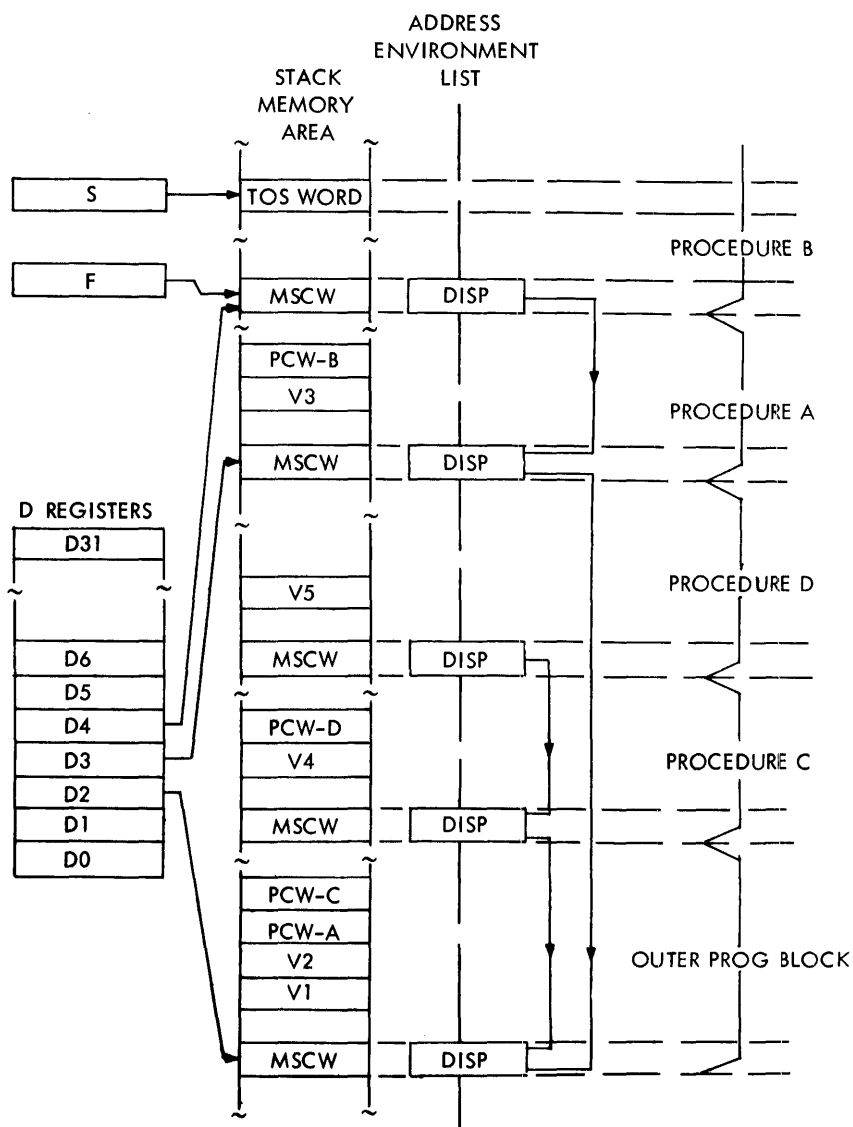 ADDRESS
ENVIRONMENT
LIST
STACK
MEMORY
AREA
S
TOS WORD
PROCEDURE B
F
MSCW
DISP
PCW-B
V3
PROCEDURE A
MSCW
DISP
D REGISTERS
D31
V5
PROCEDURE D
D6
MSCW
DISP
D5
D4
PCW-D
D3
V4
PROCEDURE C
D2
D1
MSCW
DISP
D0
PCW-C
PCW-A
V2
OUTER PROG BLOCK
V1
MSCW
DISP